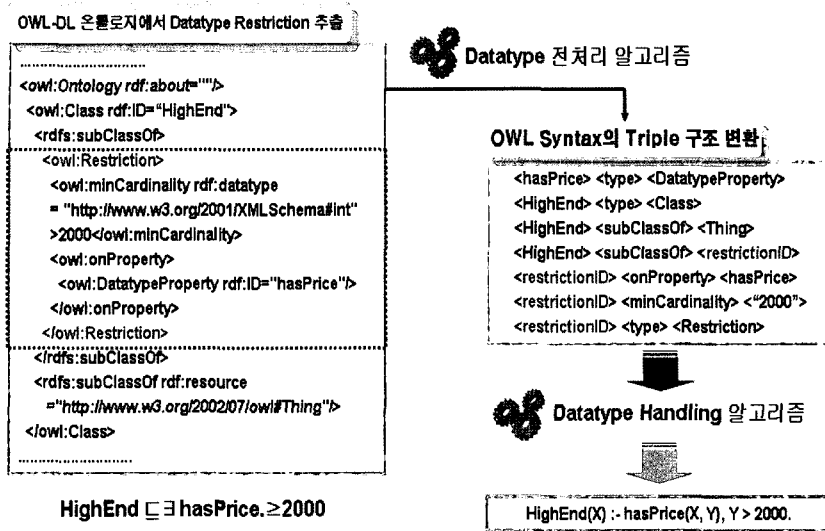 OWL-DL 온톨로지에서 Datatype Restriction 추출
..............................
<owl:Ontology rdf:about=""/>
<owl:Class rdf:ID="HighEnd">
<rdfs:subClassOf>
<owl:Restriction>
<owl:minCardinality rdf:datatype
= "http://www.w3.org/2001/XMLSchema#int"
>2000</owl:minCardinality>
<owl:onProperty>
<owl:DatatypeProperty rdf:ID="hasPrice"/>
</owl:onProperty>
</owl:Restriction>
</rdfs:subClassOf>
<rdfs:subClassOf rdf:resource
="http://www.w3.org/2002/07/owl#Thing"/>
</owl:Class>
..............................
HighEnd ⊑ ∃ hasPrice.≥2000
Datatype 전처리 알고리즘
OWL Syntax의 Triple 구조 변환
<hasPrice> <type> <DatatypeProperty>
<HighEnd> <type> <Class>
<HighEnd> <subClassOf> <Thing>
<HighEnd> <subClassOf> <restrictionID>
<restrictionID> <onProperty> <hasPrice>
<restrictionID> <minCardinality> <"2000">
<restrictionID> <type> <Restriction>
Datatype Handling 알고리즘
HighEnd(X) :- hasPrice(X, Y), Y > 2000.